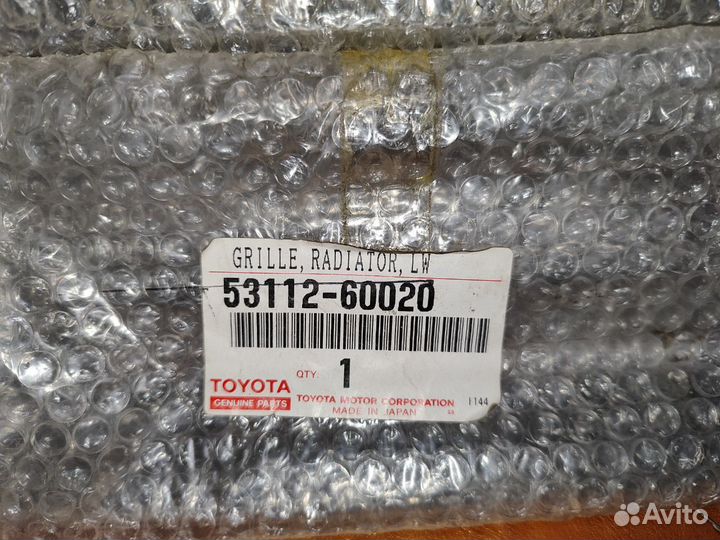 GRILLE, RADIATOR, LW
53112-60020
QTY. 1
TOYOTA
GENUINE PARTS
TOYOTA MOTOR CORPORATION
MADE IN JAPAN
1144
Avito